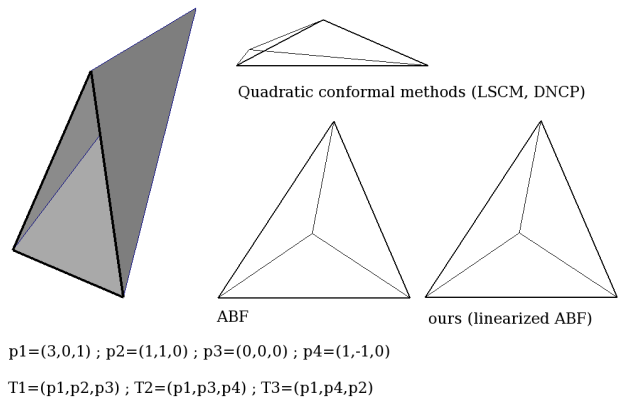 Quadratic conformal methods (LSCM, DNCP)
ABF
ours (linearized ABF)
p1=(3,0,1) ; p2=(1,1,0) ; p3=(0,0,0) ; p4=(1,-1,0)
T1=(p1,p2,p3) ; T2=(p1,p3,p4) ; T3=(p1,p4,p2)